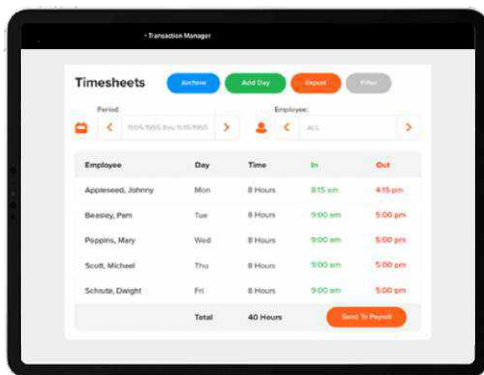 • Transaction Manager
Timesheets Archive Add Day Export Filter
Period: Employee:
ALL
Employee Day Time In Out
Appleseed, Johnny Mon 8 Hours 8:15 am 4:15 pm
Beasley, Pam Tue 8 Hours 9:00 am 5:00 pm
Poppins, Mary Wed 8 Hours 9:00 am 5:00 pm
Scott, Michael Thu 8 Hours 9:00 am 5:00 pm
Schrute, Dwight Fri 8 Hours 9:00 am 5:00 pm
Total 40 Hours Send To Payroll